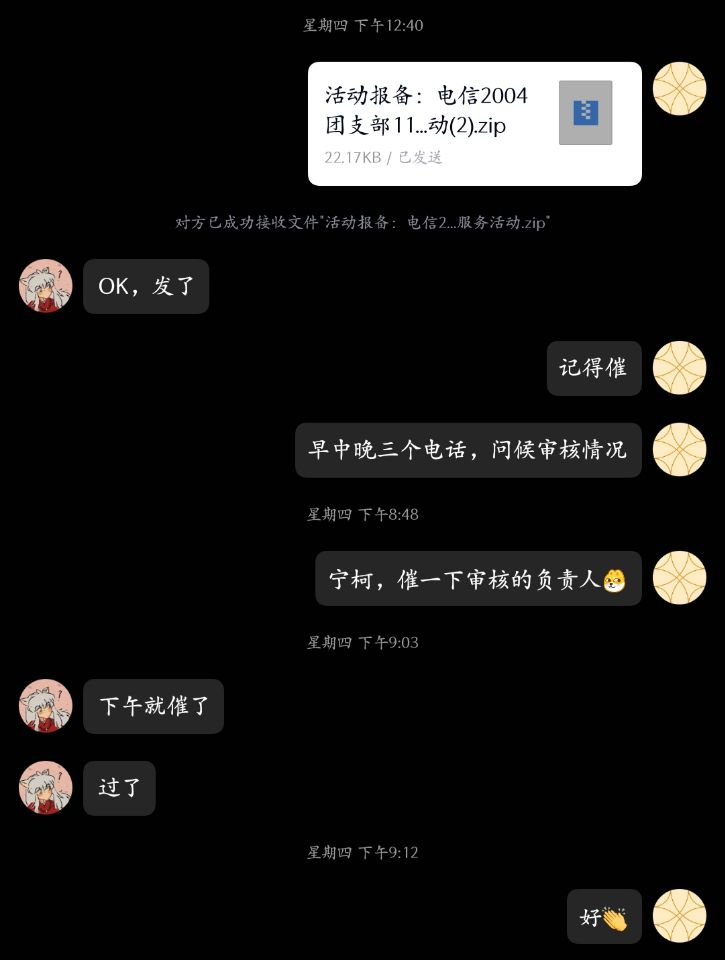 星期四 下午12:40
活动报备：电信2004
团支部11...动(2).zip
22.17KB / 已发送
对方已成功接收文件"活动报备：电信2...服务活动.zip"
OK，发了
记得催
早中晚三个电话，问候审核情况
星期四 下午8:48
宁柯，催一下审核的负责人
星期四 下午9:03
下午就催了
过了
星期四 下午9:12
好